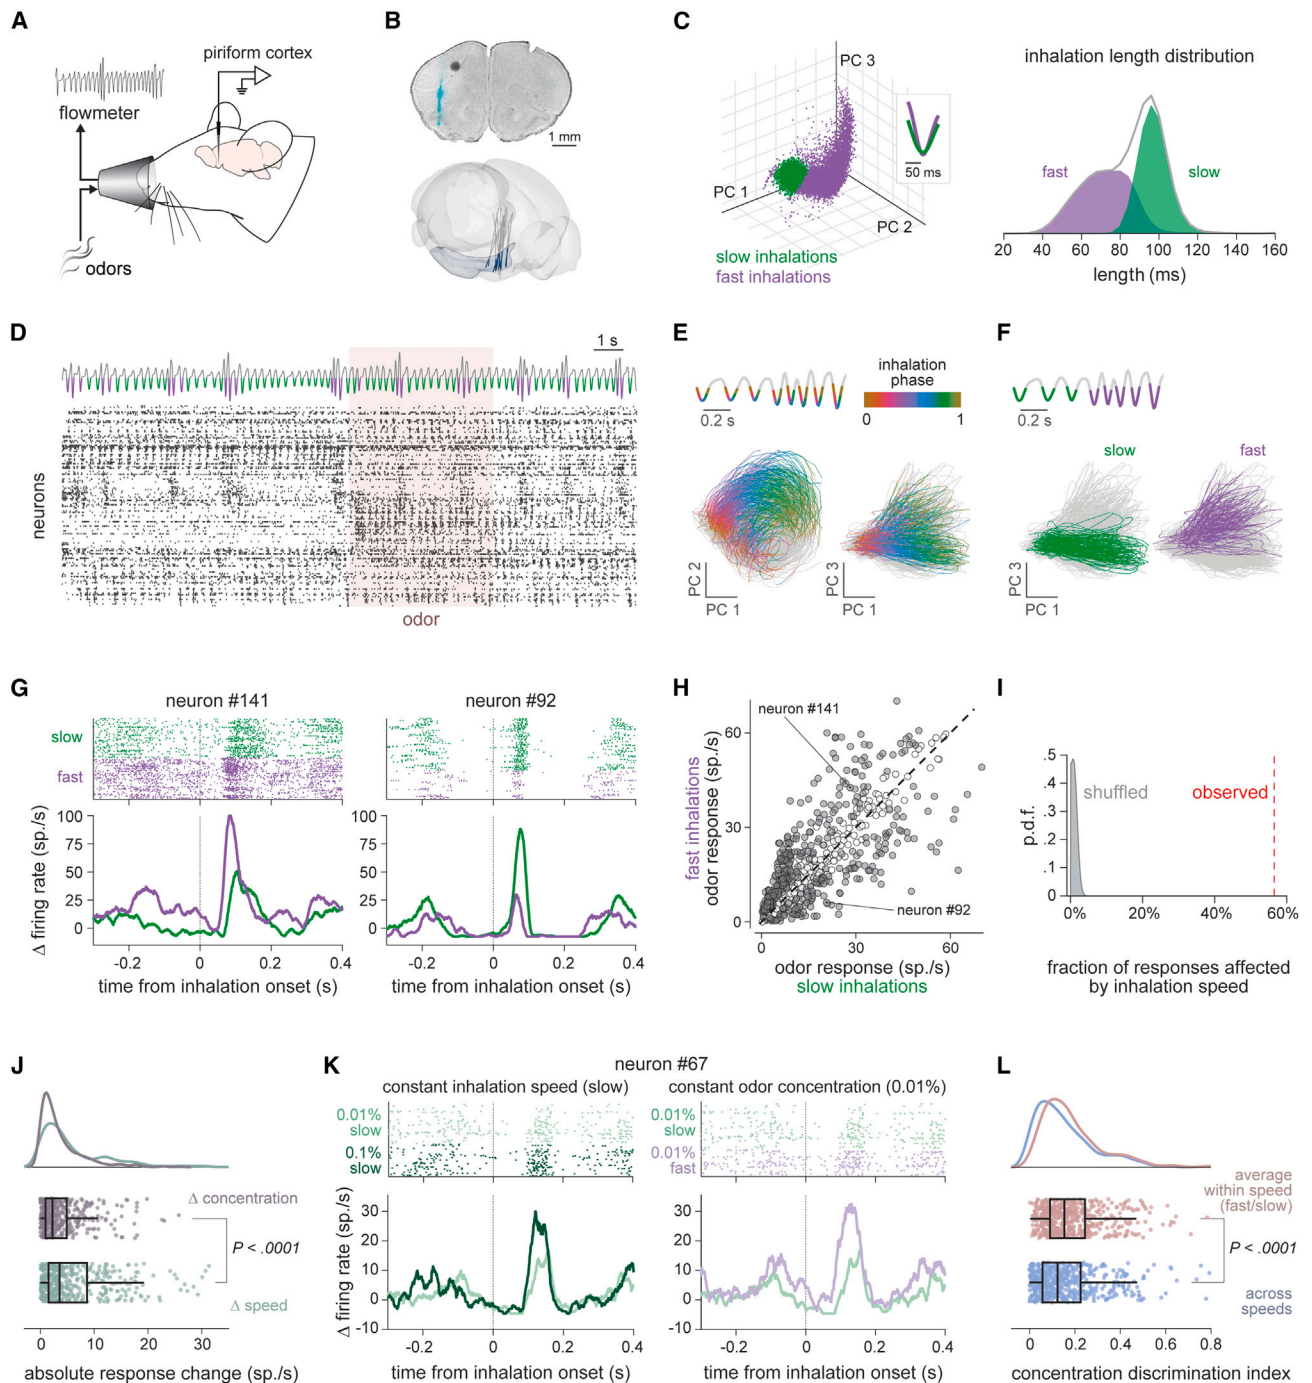 A
piriform cortex
flowmeter
odors
B
1 mm
C
PC 3
PC 1
PC 2
50 ms
slow inhalations
fast inhalations
inhalation length distribution
fast
slow
20 40 60 80 100 120 140 160
length (ms)
D
1 s
neurons
odor
E
inhalation
phase
0 1
0.2 s
PC 2
PC 1
PC 3
PC 1
F
0.2 s
slow
fast
PC 3
PC 1
G
neuron #141
neuron #92
slow
fast
100
75
50
25
0
Δ firing rate (sp./s)
-0.2 0 0.2 0.4
time from inhalation onset (s)
100
75
50
25
0
-0.2 0 0.2 0.4
time from inhalation onset (s)
H
neuron #141
60
30
0
fast inhalations
odor response (sp./s)
neuron #92
0 30 60
odor response (sp./s)
slow inhalations
I
.5
.4
.3
.2
.1
0
p.d.f.
shuffled
observed
0% 20% 40% 60%
fraction of responses affected
by inhalation speed
J
Δ concentration
P < .0001
Δ speed
0 10 20 30
absolute response change (sp./s)
K
neuron #67
constant inhalation speed (slow)
constant odor concentration (0.01%)
0.01%
slow
0.1%
slow
0.01%
slow
0.01%
fast
30
20
10
0
-10
Δ firing rate (sp./s)
-0.2 0 0.2 0.4
time from inhalation onset (s)
30
20
10
0
-10
-0.2 0 0.2 0.4
time from inhalation onset (s)
L
average
within speed
(fast/slow)
P < .0001
across
speeds
0 0.2 0.4 0.6 0.8
concentration discrimination index